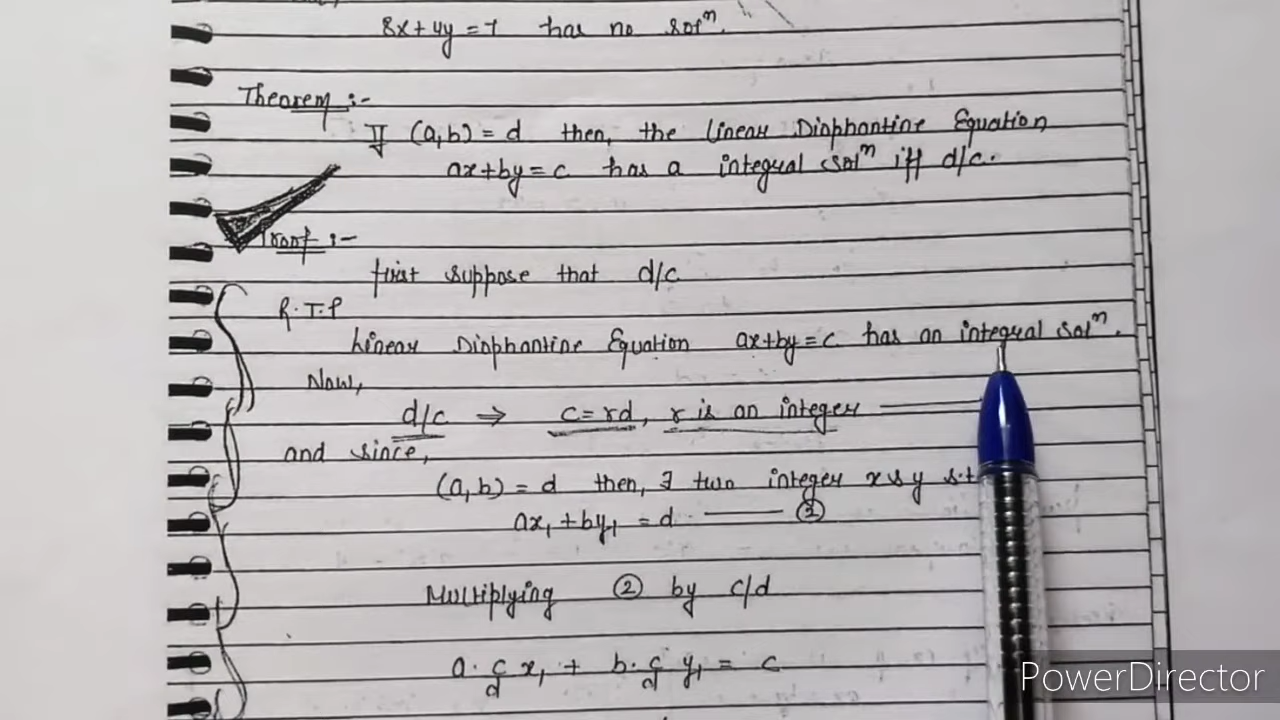 8x+4y=7 has no solⁿ.
Theorem :-
If (a,b) = d then, the Linear Diophantine Equation
ax+by=c has a integral solⁿ iff d/c.
Proof :-
first suppose that d/c
R.T.P
Linear Diophantine Equation ax+by=c has an integral solⁿ.
Now,
d/c ⇒ c=rd, r is an integer
and since,
(a,b) = d then, ∃ two integer x & y s.t
ax₁+by₁ = d ②
Multiplying ② by c/d
a. c/d x₁ + b. c/d y₁ = c
PowerDirector